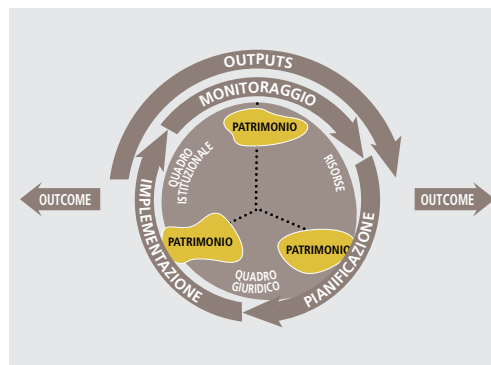 OUTPUTS
MONITORAGGIO
PATRIMONIO
QUADRO
ISTITUZIONALE
RISORSE
OUTCOME
OUTCOME
IMPLEMENTAZIONE
PATRIMONIO
PATRIMONIO
PIANIFICAZIONE
QUADRO
GIURIDICO